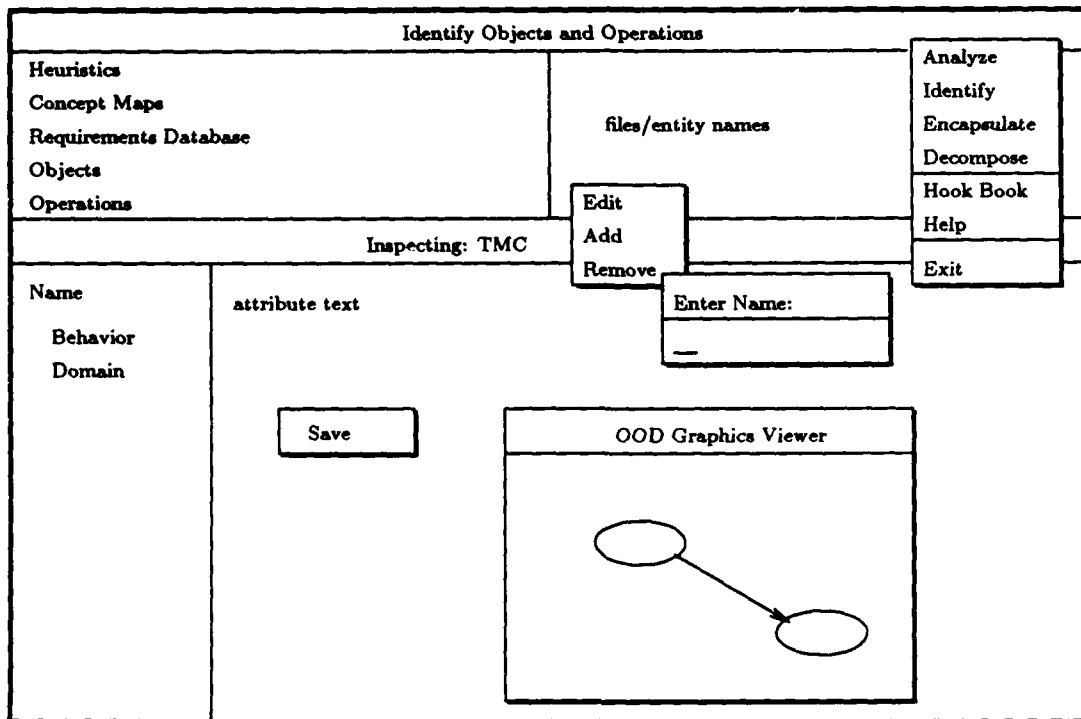 Identify Objects and Operations
Heuristics
Concept Maps
Requirements Database
Objects
Operations
files/entity names
Analyze
Identify
Encapsulate
Decompose
Hook Book
Help
Exit
Edit
Add
Remove
Inspecting: TMC
Enter Name:
Name
Behavior
Domain
attribute text
Save
OOD Graphics Viewer